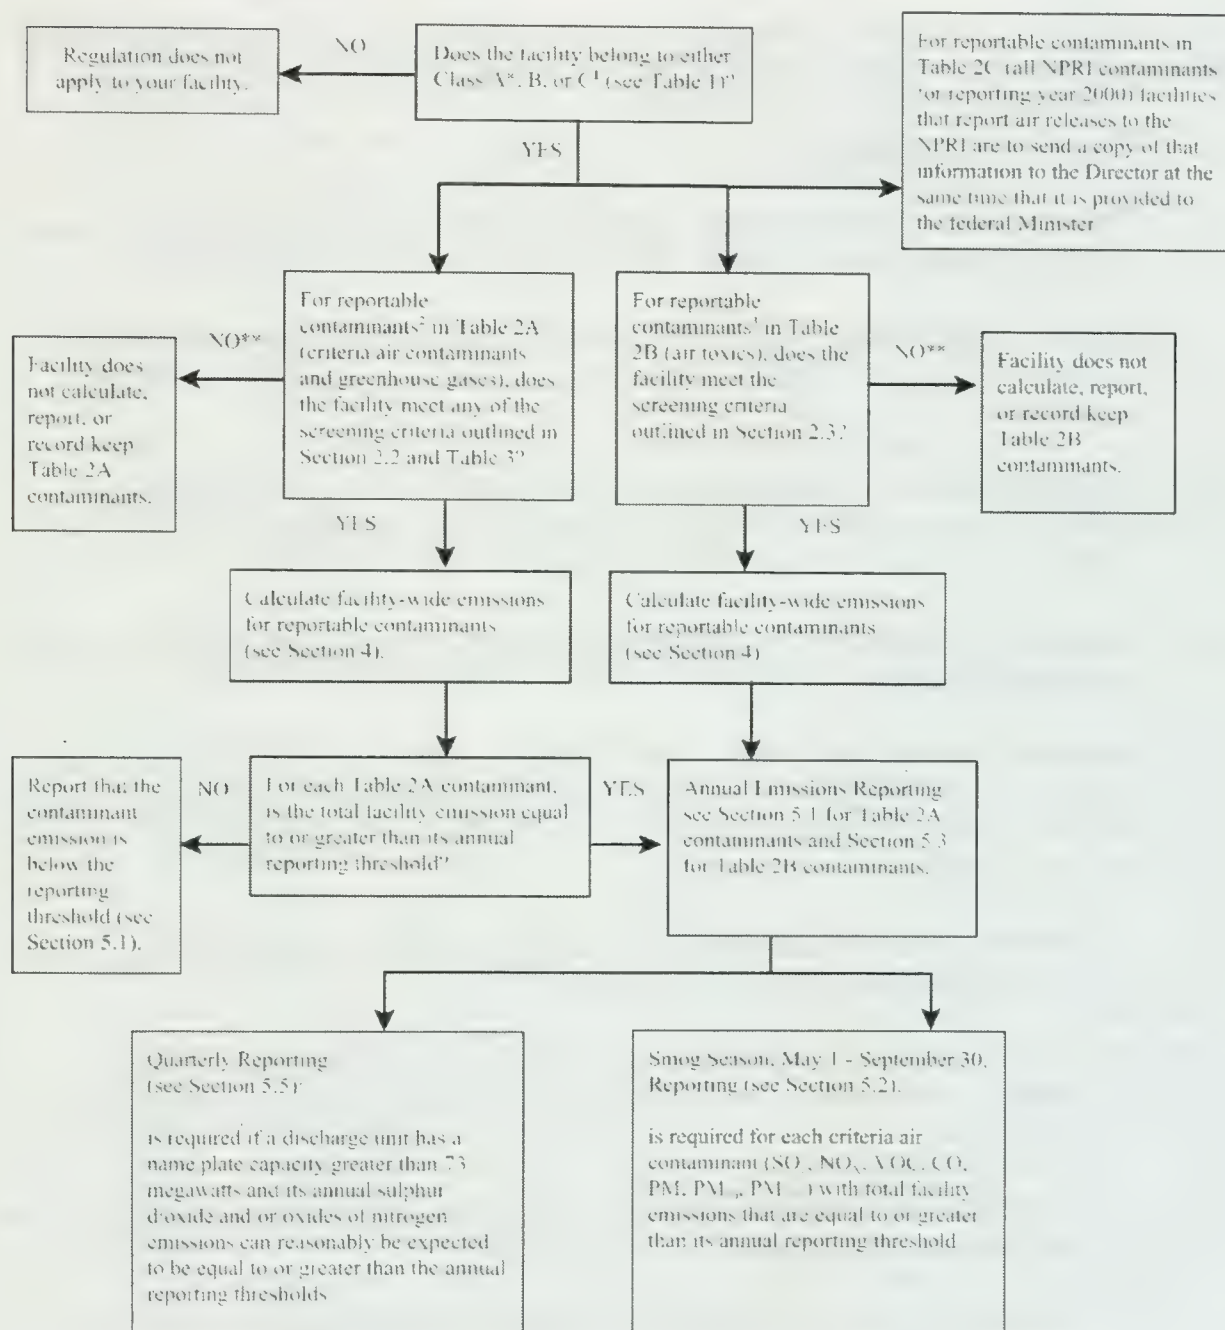 Regulation does not
apply to your facility.
NO
Does the facility belong to either
Class A*, B, or C¹ (see Table 1)?
YES
For reportable contaminants in
Table 2C (all NPRI contaminants
for reporting year 2000) facilities
that report air releases to the
NPRI are to send a copy of that
information to the Director at the
same time that it is provided to
the federal Minister
NO**
Facility does
not calculate,
report, or
record keep
Table 2A
contaminants.
For reportable
contaminants² in Table 2A
(criteria air contaminants
and greenhouse gases), does
the facility meet any of the
screening criteria outlined in
Section 2.2 and Table 3?
For reportable
contaminants in Table
2B (air toxics), does the
facility meet the
screening criteria
outlined in Section 2.3?
NO**
Facility does not
calculate, report,
or record keep
Table 2B
contaminants.
YES
YES
Calculate facility-wide emissions
for reportable contaminants
(see Section 4).
Calculate facility-wide emissions
for reportable contaminants
(see Section 4)
Report that the
contaminant
emission is
below the
reporting
threshold (see
Section 5.1).
NO
For each Table 2A contaminant,
is the total facility emission equal
to or greater than its annual
reporting threshold?
YES
Annual Emissions Reporting
see Section 5.1 for Table 2A
contaminants and Section 5.3
for Table 2B contaminants.
Quarterly Reporting
(see Section 5.5)
is required if a discharge unit has a
name plate capacity greater than 73
megawatts and its annual sulphur
dioxide and or oxides of nitrogen
emissions can reasonably be expected
to be equal to or greater than the annual
reporting thresholds
Smog Season, May 1 - September 30,
Reporting (see Section 5.2).
is required for each criteria air
contaminant (SO, NOₓ, VOC, CO,
PM, PM, PM) with total facility
emissions that are equal to or greater
than its annual reporting threshold